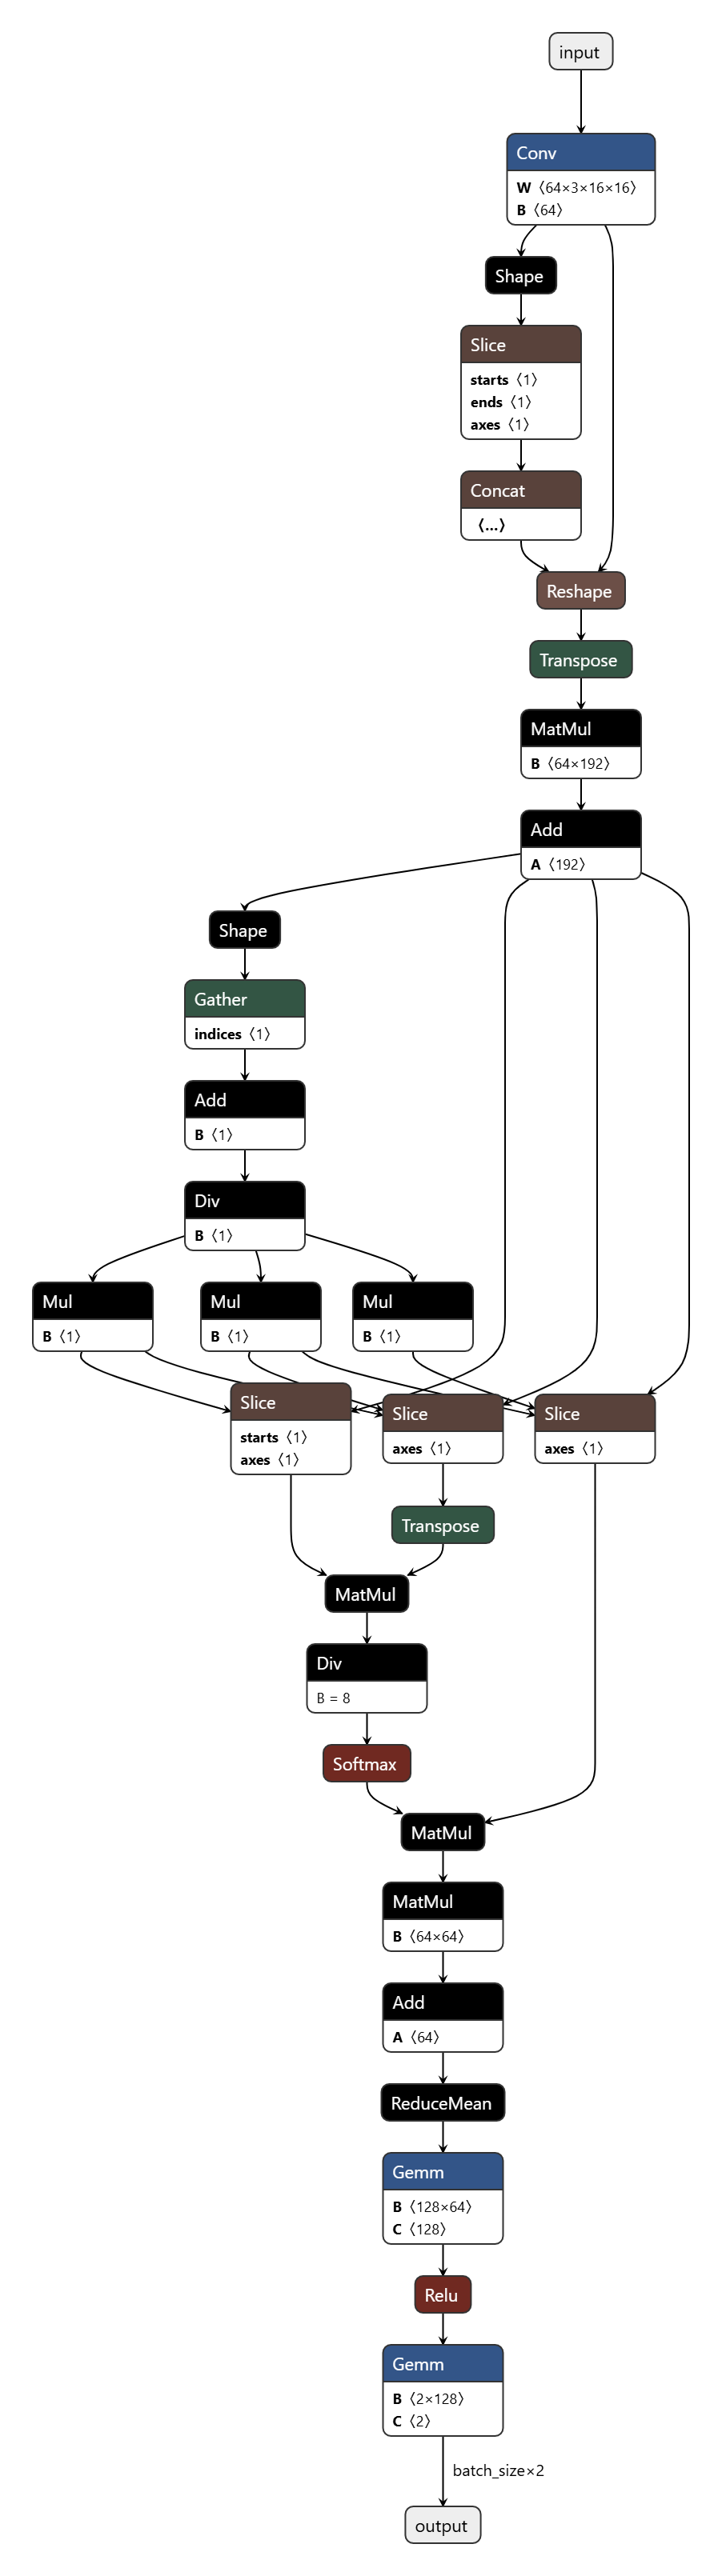 input
Conv
W〈64×3×16×16〉
B〈64〉
Shape
Slice
starts〈1〉
ends〈1〉
axes〈1〉
Concat
〈...〉
Reshape
Transpose
MatMul
B〈64×192〉
Add
A〈192〉
Shape
Gather
indices〈1〉
Add
B〈1〉
Div
B〈1〉
Mul
B〈1〉
Mul
B〈1〉
Mul
B〈1〉
Slice
starts〈1〉
axes〈1〉
Slice
axes〈1〉
Slice
axes〈1〉
Transpose
MatMul
Div
B = 8
Softmax
MatMul
MatMul
B〈64×64〉
Add
A〈64〉
ReduceMean
Gemm
B〈128×64〉
C〈128〉
Relu
Gemm
B〈2×128〉
C〈2〉
batch_size×2
output